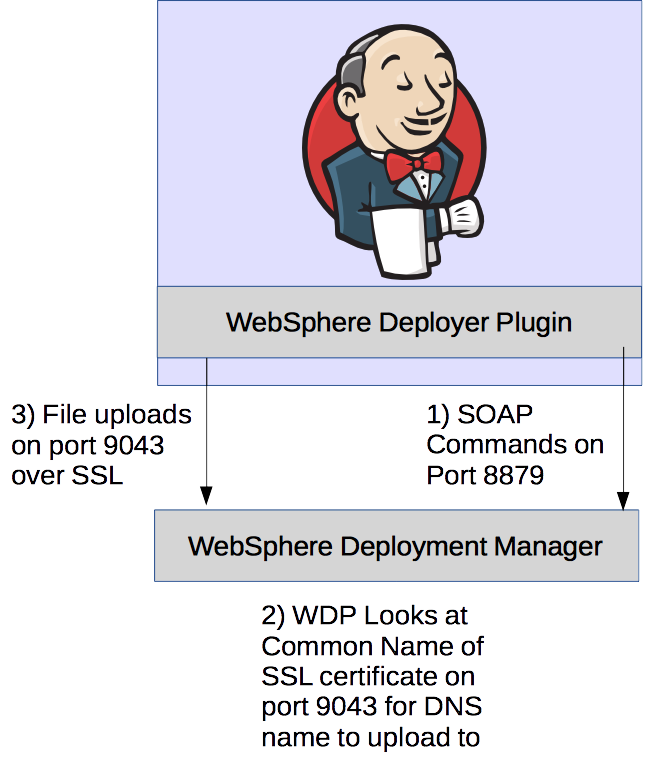 WebSphere Deployer Plugin
3) File uploads
on port 9043
over SSL
1) SOAP
Commands on
Port 8879
WebSphere Deployment Manager
2) WDP Looks at
Common Name of
SSL certificate on
port 9043 for DNS
name to upload to